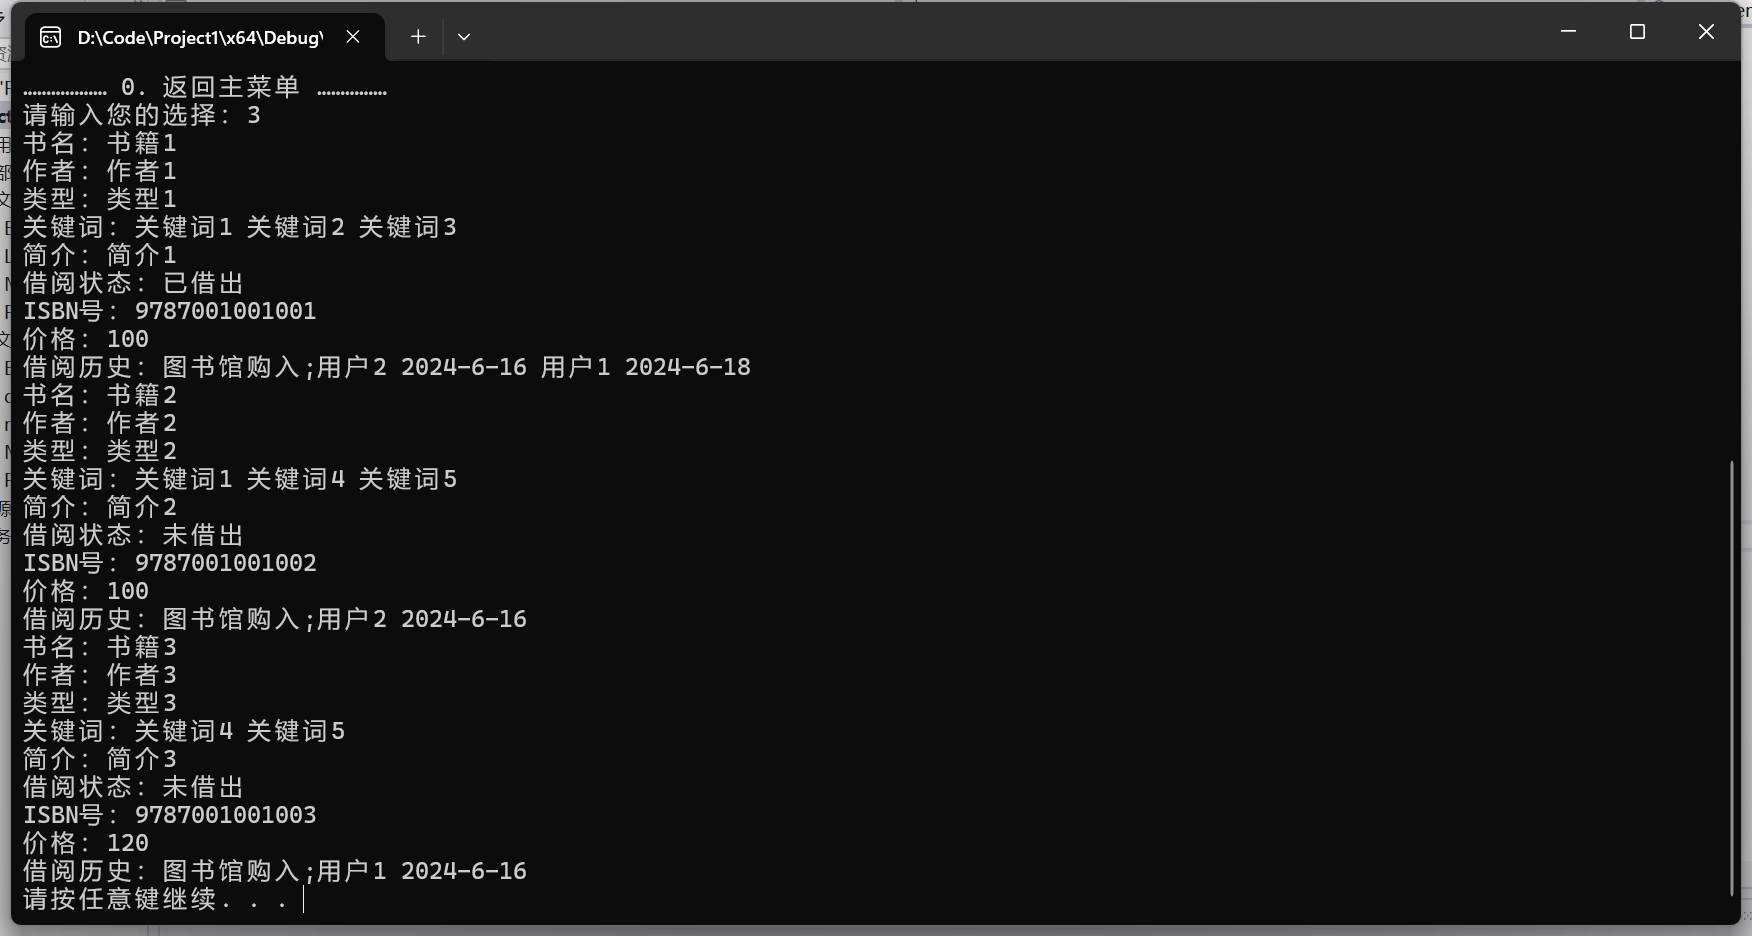 D:\Code\Project1\x64\Debug\
……………… 0. 返回主菜单 ……………
请输入您的选择: 3
书名: 书籍1
作者: 作者1
类型: 类型1
关键词: 关键词1 关键词2 关键词3
简介: 简介1
借阅状态: 已借出
ISBN号: 9787001001001
价格: 100
借阅历史: 图书馆购入;用户2 2024-6-16 用户1 2024-6-18
书名: 书籍2
作者: 作者2
类型: 类型2
关键词: 关键词1 关键词4 关键词5
简介: 简介2
借阅状态: 未借出
ISBN号: 9787001001002
价格: 100
借阅历史: 图书馆购入;用户2 2024-6-16
书名: 书籍3
作者: 作者3
类型: 类型3
关键词: 关键词4 关键词5
简介: 简介3
借阅状态: 未借出
ISBN号: 9787001001003
价格: 120
借阅历史: 图书馆购入;用户1 2024-6-16
请按任意键继续. . .